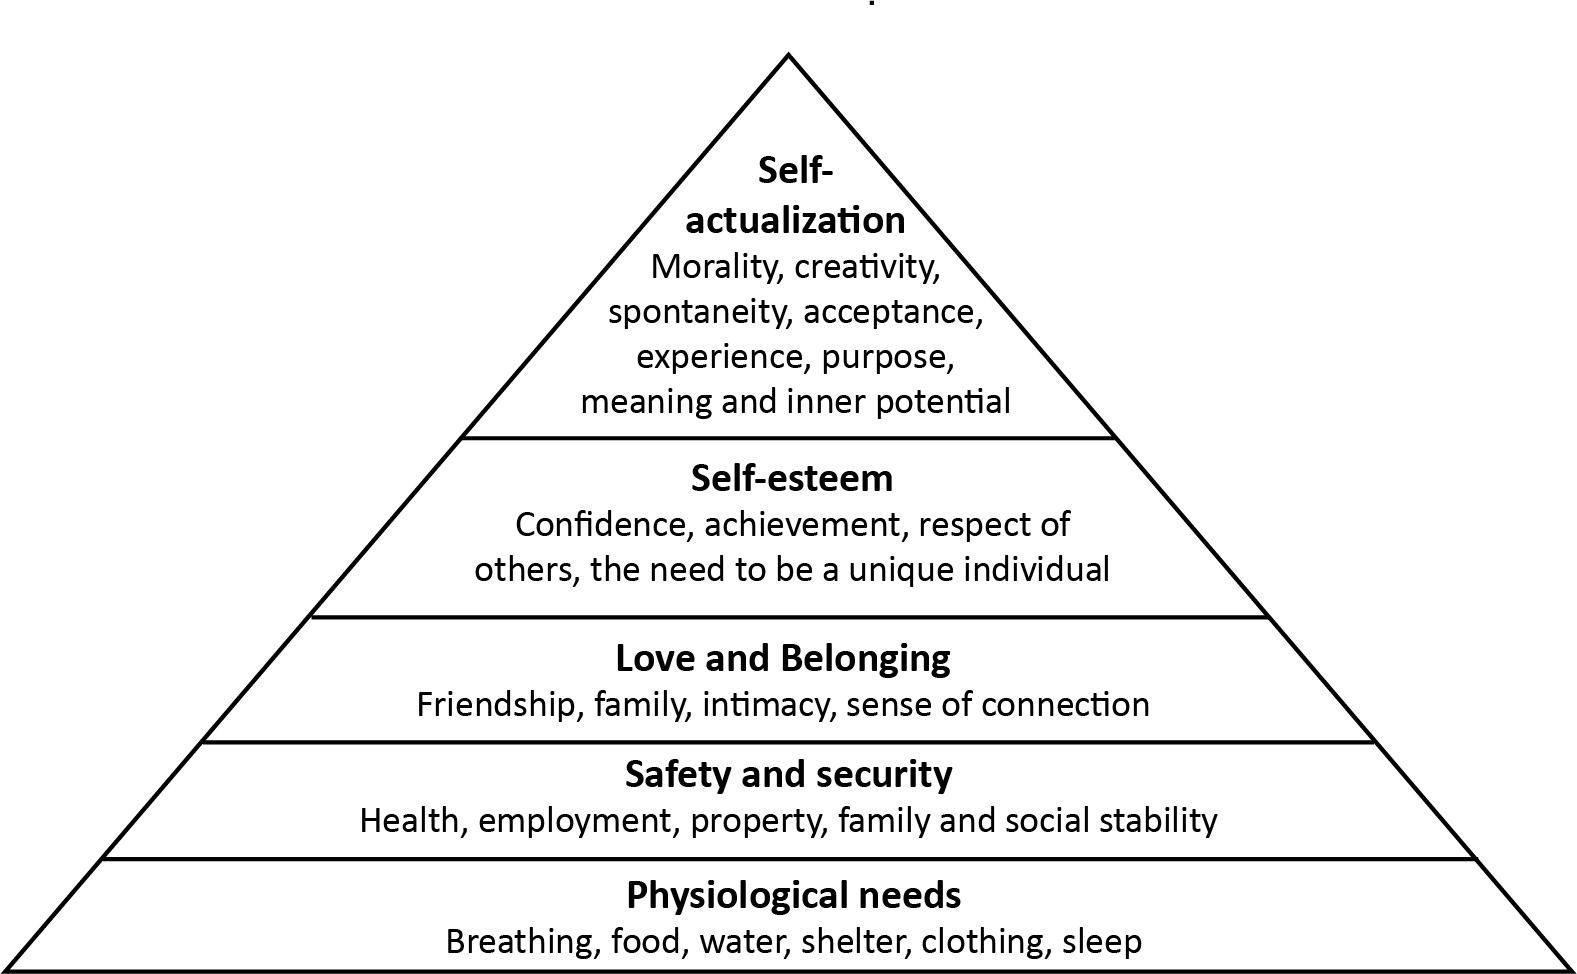 Self-
actualization
Morality, creativity,
spontaneity, acceptance,
experience, purpose,
meaning and inner potential
Self-esteem
Confidence, achievement, respect of
others, the need to be a unique individual
Love and Belonging
Friendship, family, intimacy, sense of connection
Safety and security
Health, employment, property, family and social stability
Physiological needs
Breathing, food, water, shelter, clothing, sleep